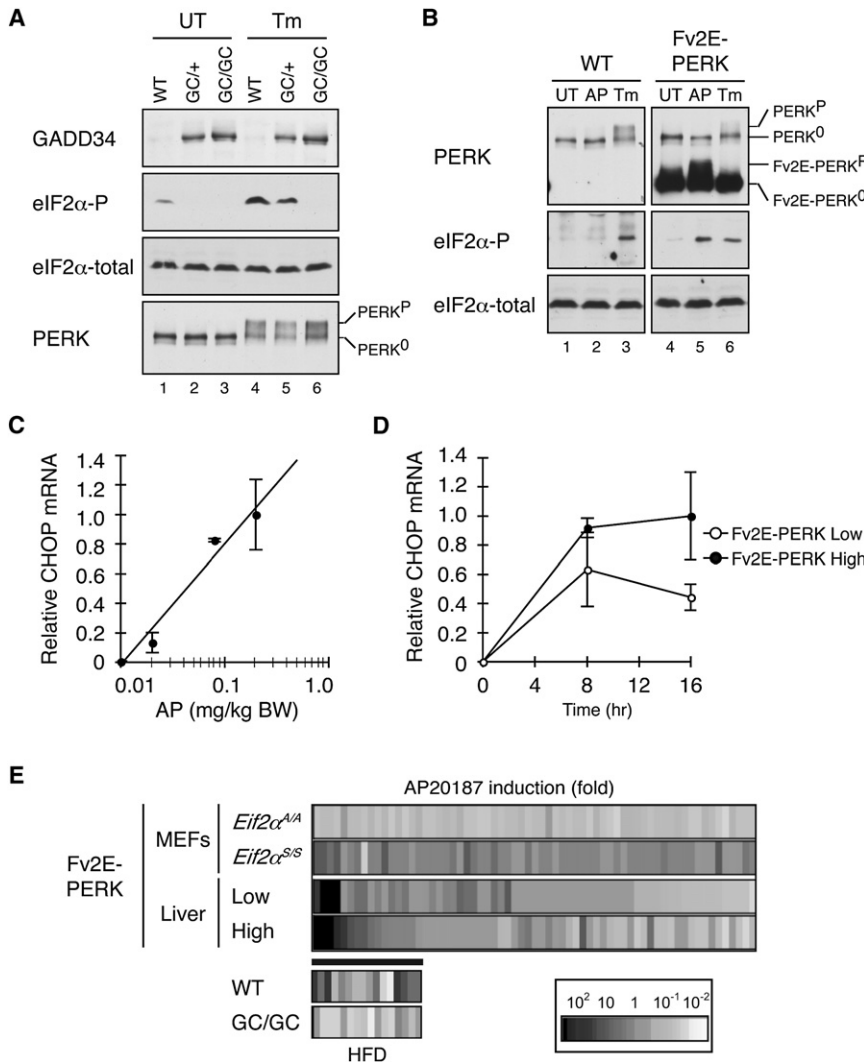 A
UT Tm
WT GC/+ GC/GC WT GC/+ GC/GC
GADD34
eIF2α-P
eIF2α-total
PERK
PERKᴾ
PERK⁰
1 2 3 4 5 6
B
WT Fv2E-PERK
UT AP Tm UT AP Tm
PERK
PERKᴾ
PERK⁰
Fv2E-PERKᴾ
Fv2E-PERK⁰
eIF2α-P
eIF2α-total
1 2 3 4 5 6
C
Relative CHOP mRNA
1.4
1.2
1.0
0.8
0.6
0.4
0.2
0
0.01 0.1 1.0
AP (mg/kg BW)
D
Relative CHOP mRNA
1.4
1.2
1.0
0.8
0.6
0.4
0.2
0
0 4 8 12 16
Time (hr)
Fv2E-PERK Low
Fv2E-PERK High
E
AP20187 induction (fold)
Fv2E-PERK
MEFs
Eif2αᴬ/ᴬ
Eif2αˢ/ˢ
Liver
Low
High
WT
GC/GC
HFD
10² 10 1 10⁻¹ 10⁻²